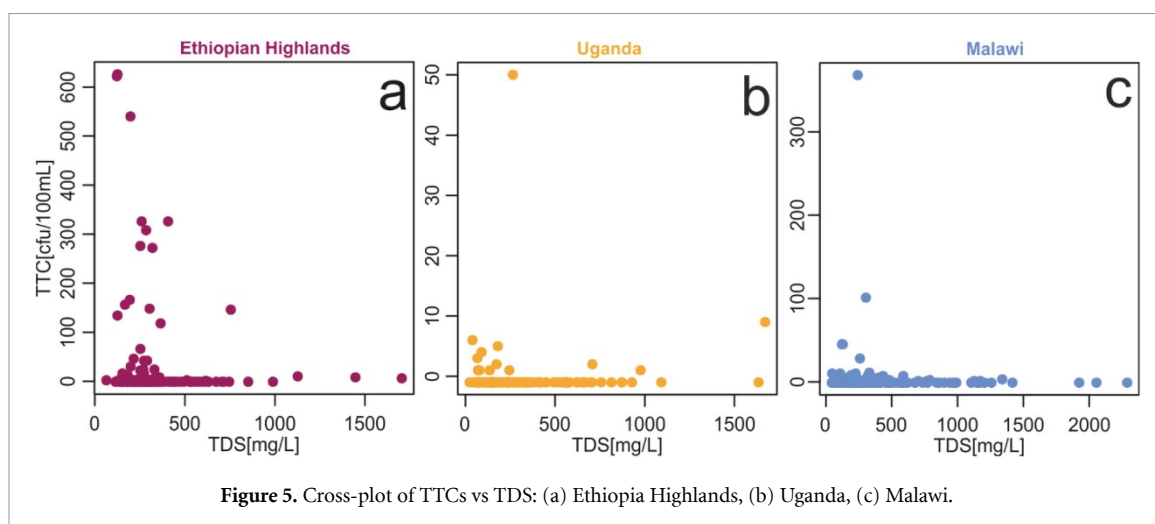 Ethiopian Highlands
Uganda
Malawi
a
b
c
TTC[cfu/100mL]
600
500
400
300
200
100
0
50
40
30
20
10
0
300
200
100
0
0 500 1000 1500
0 500 1000 1500
0 500 1000 1500 2000
TDS[mg/L]
TDS[mg/L]
TDS[mg/L]
Figure 5. Cross-plot of TTCs vs TDS: (a) Ethiopia Highlands, (b) Uganda, (c) Malawi.